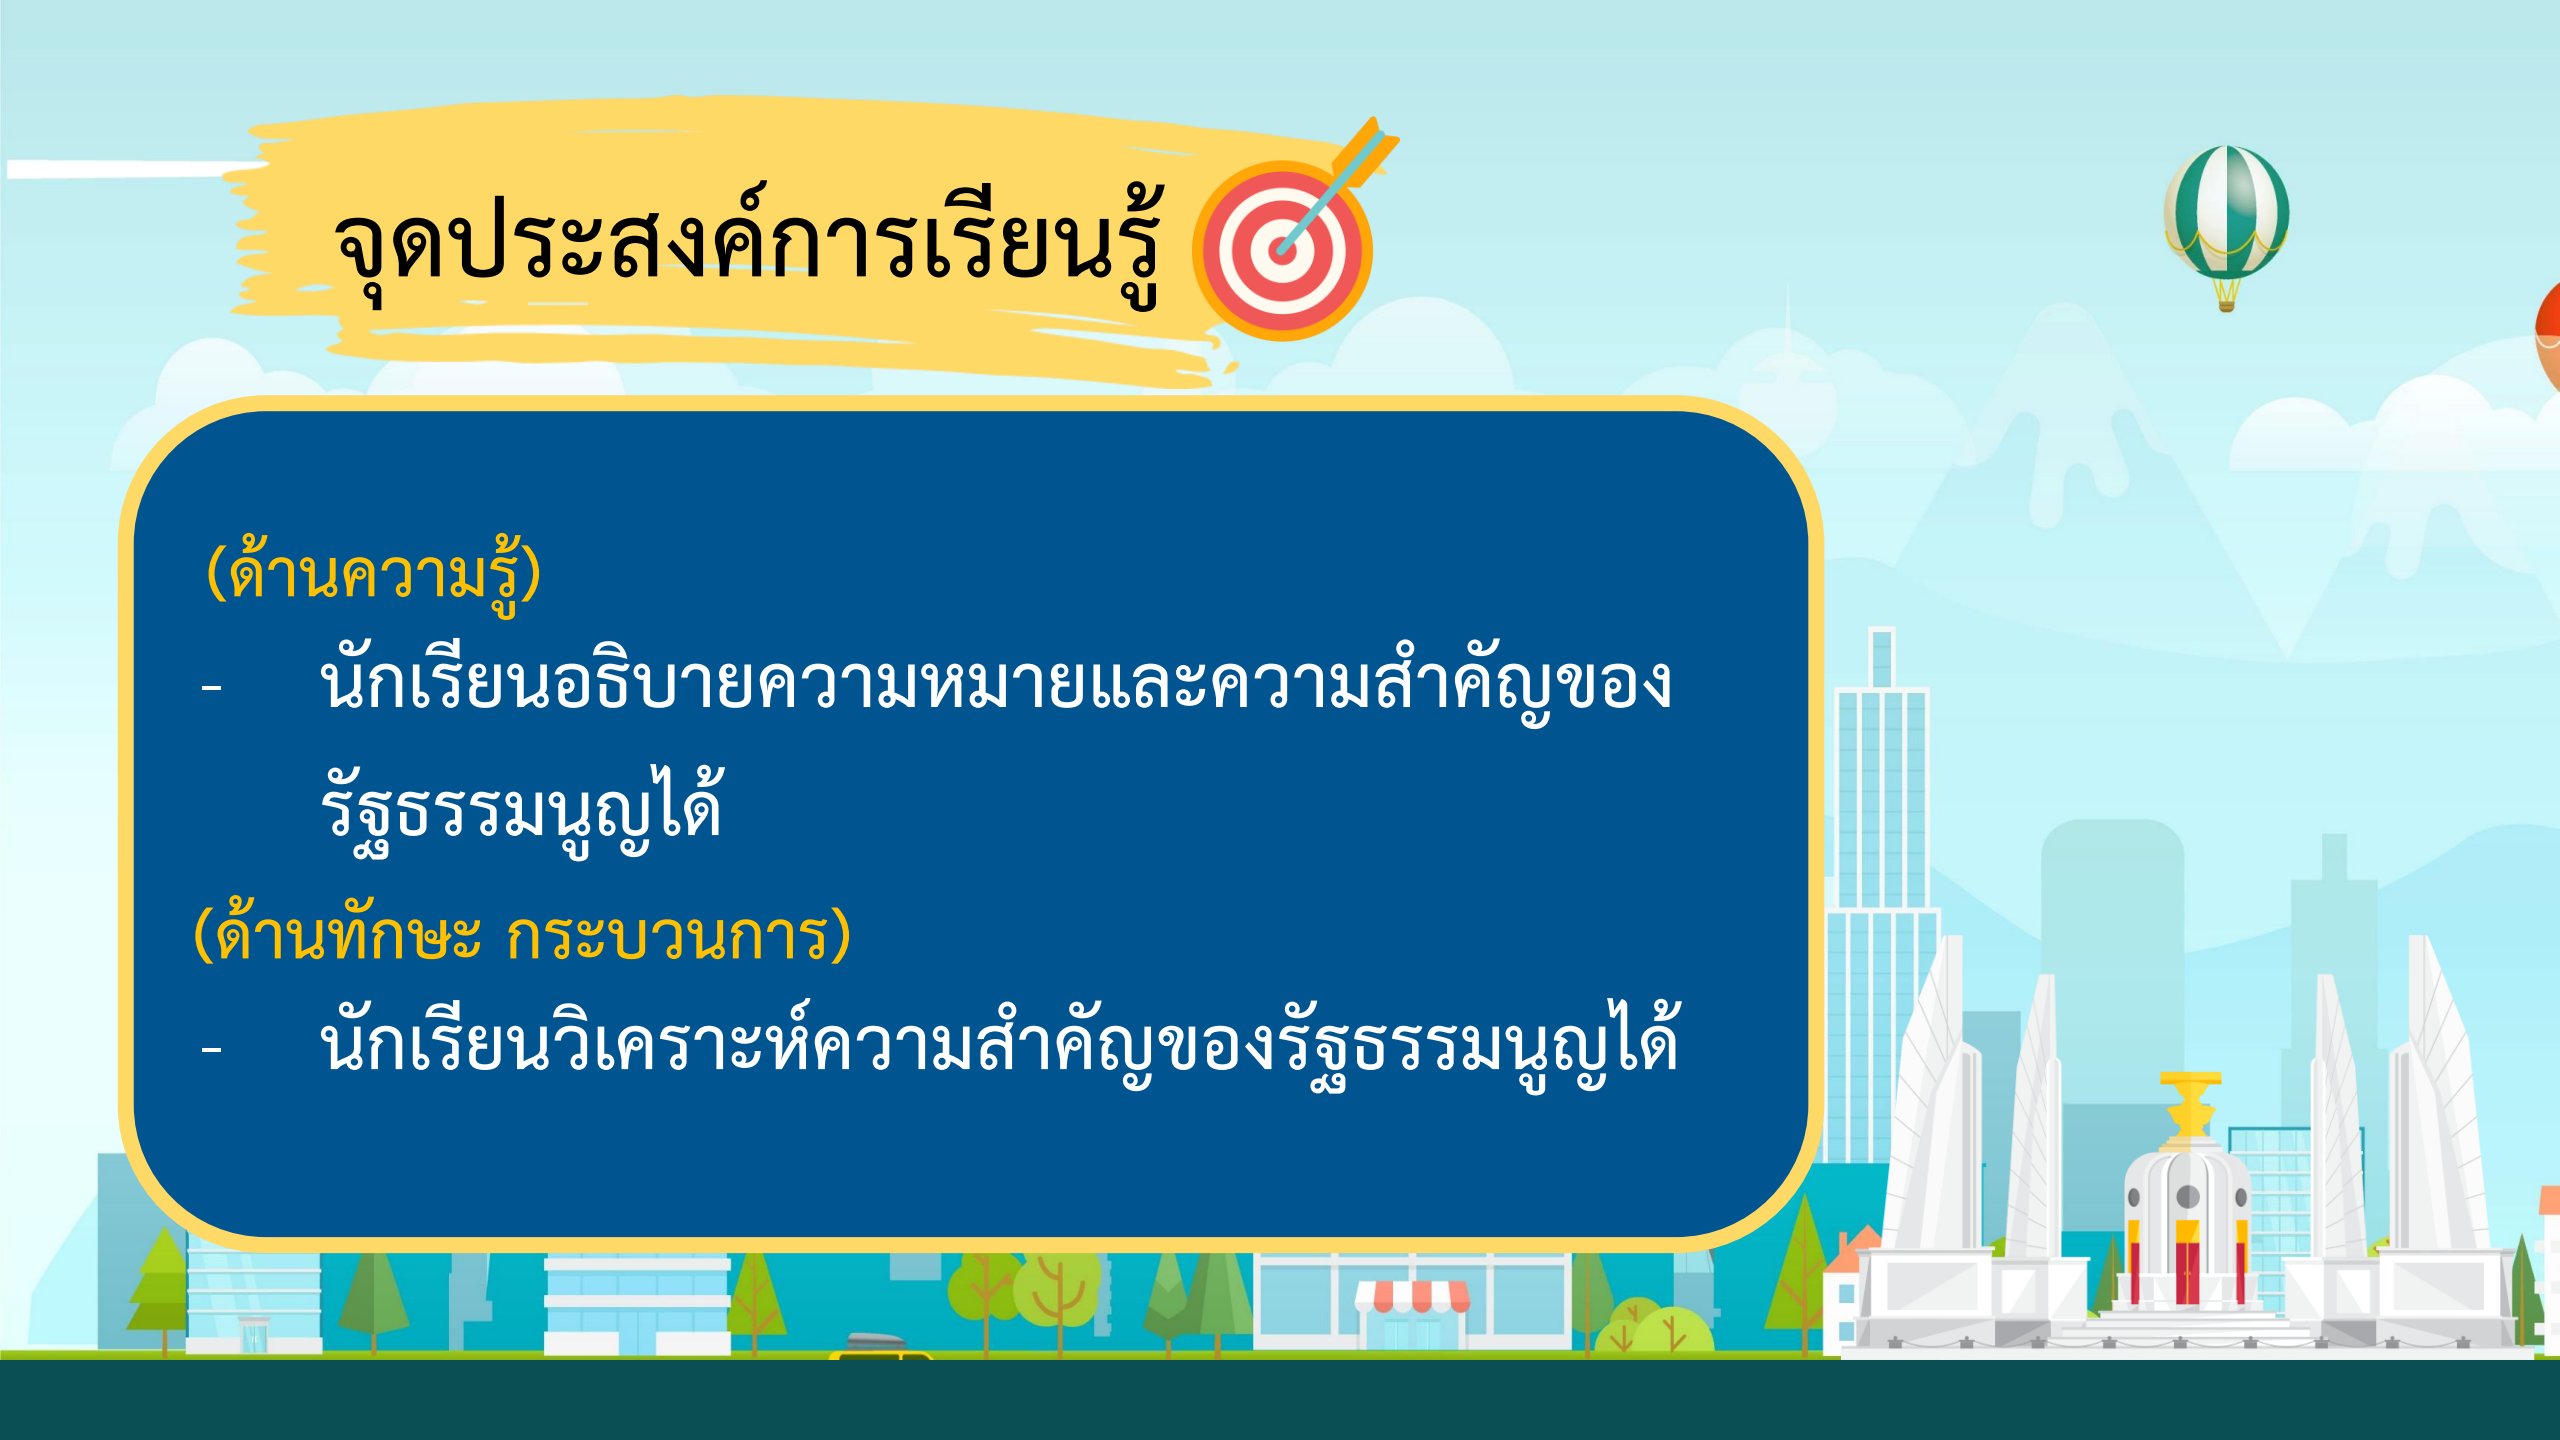 จุดประสงค์การเรียนรู้
(ด้านความรู้)
- นักเรียนอธิบายความหมายและความสำคัญของ
รัฐธรรมนูญได้
(ด้านทักษะ กระบวนการ)
- นักเรียนวิเคราะห์ความสำคัญของรัฐธรรมนูญได้